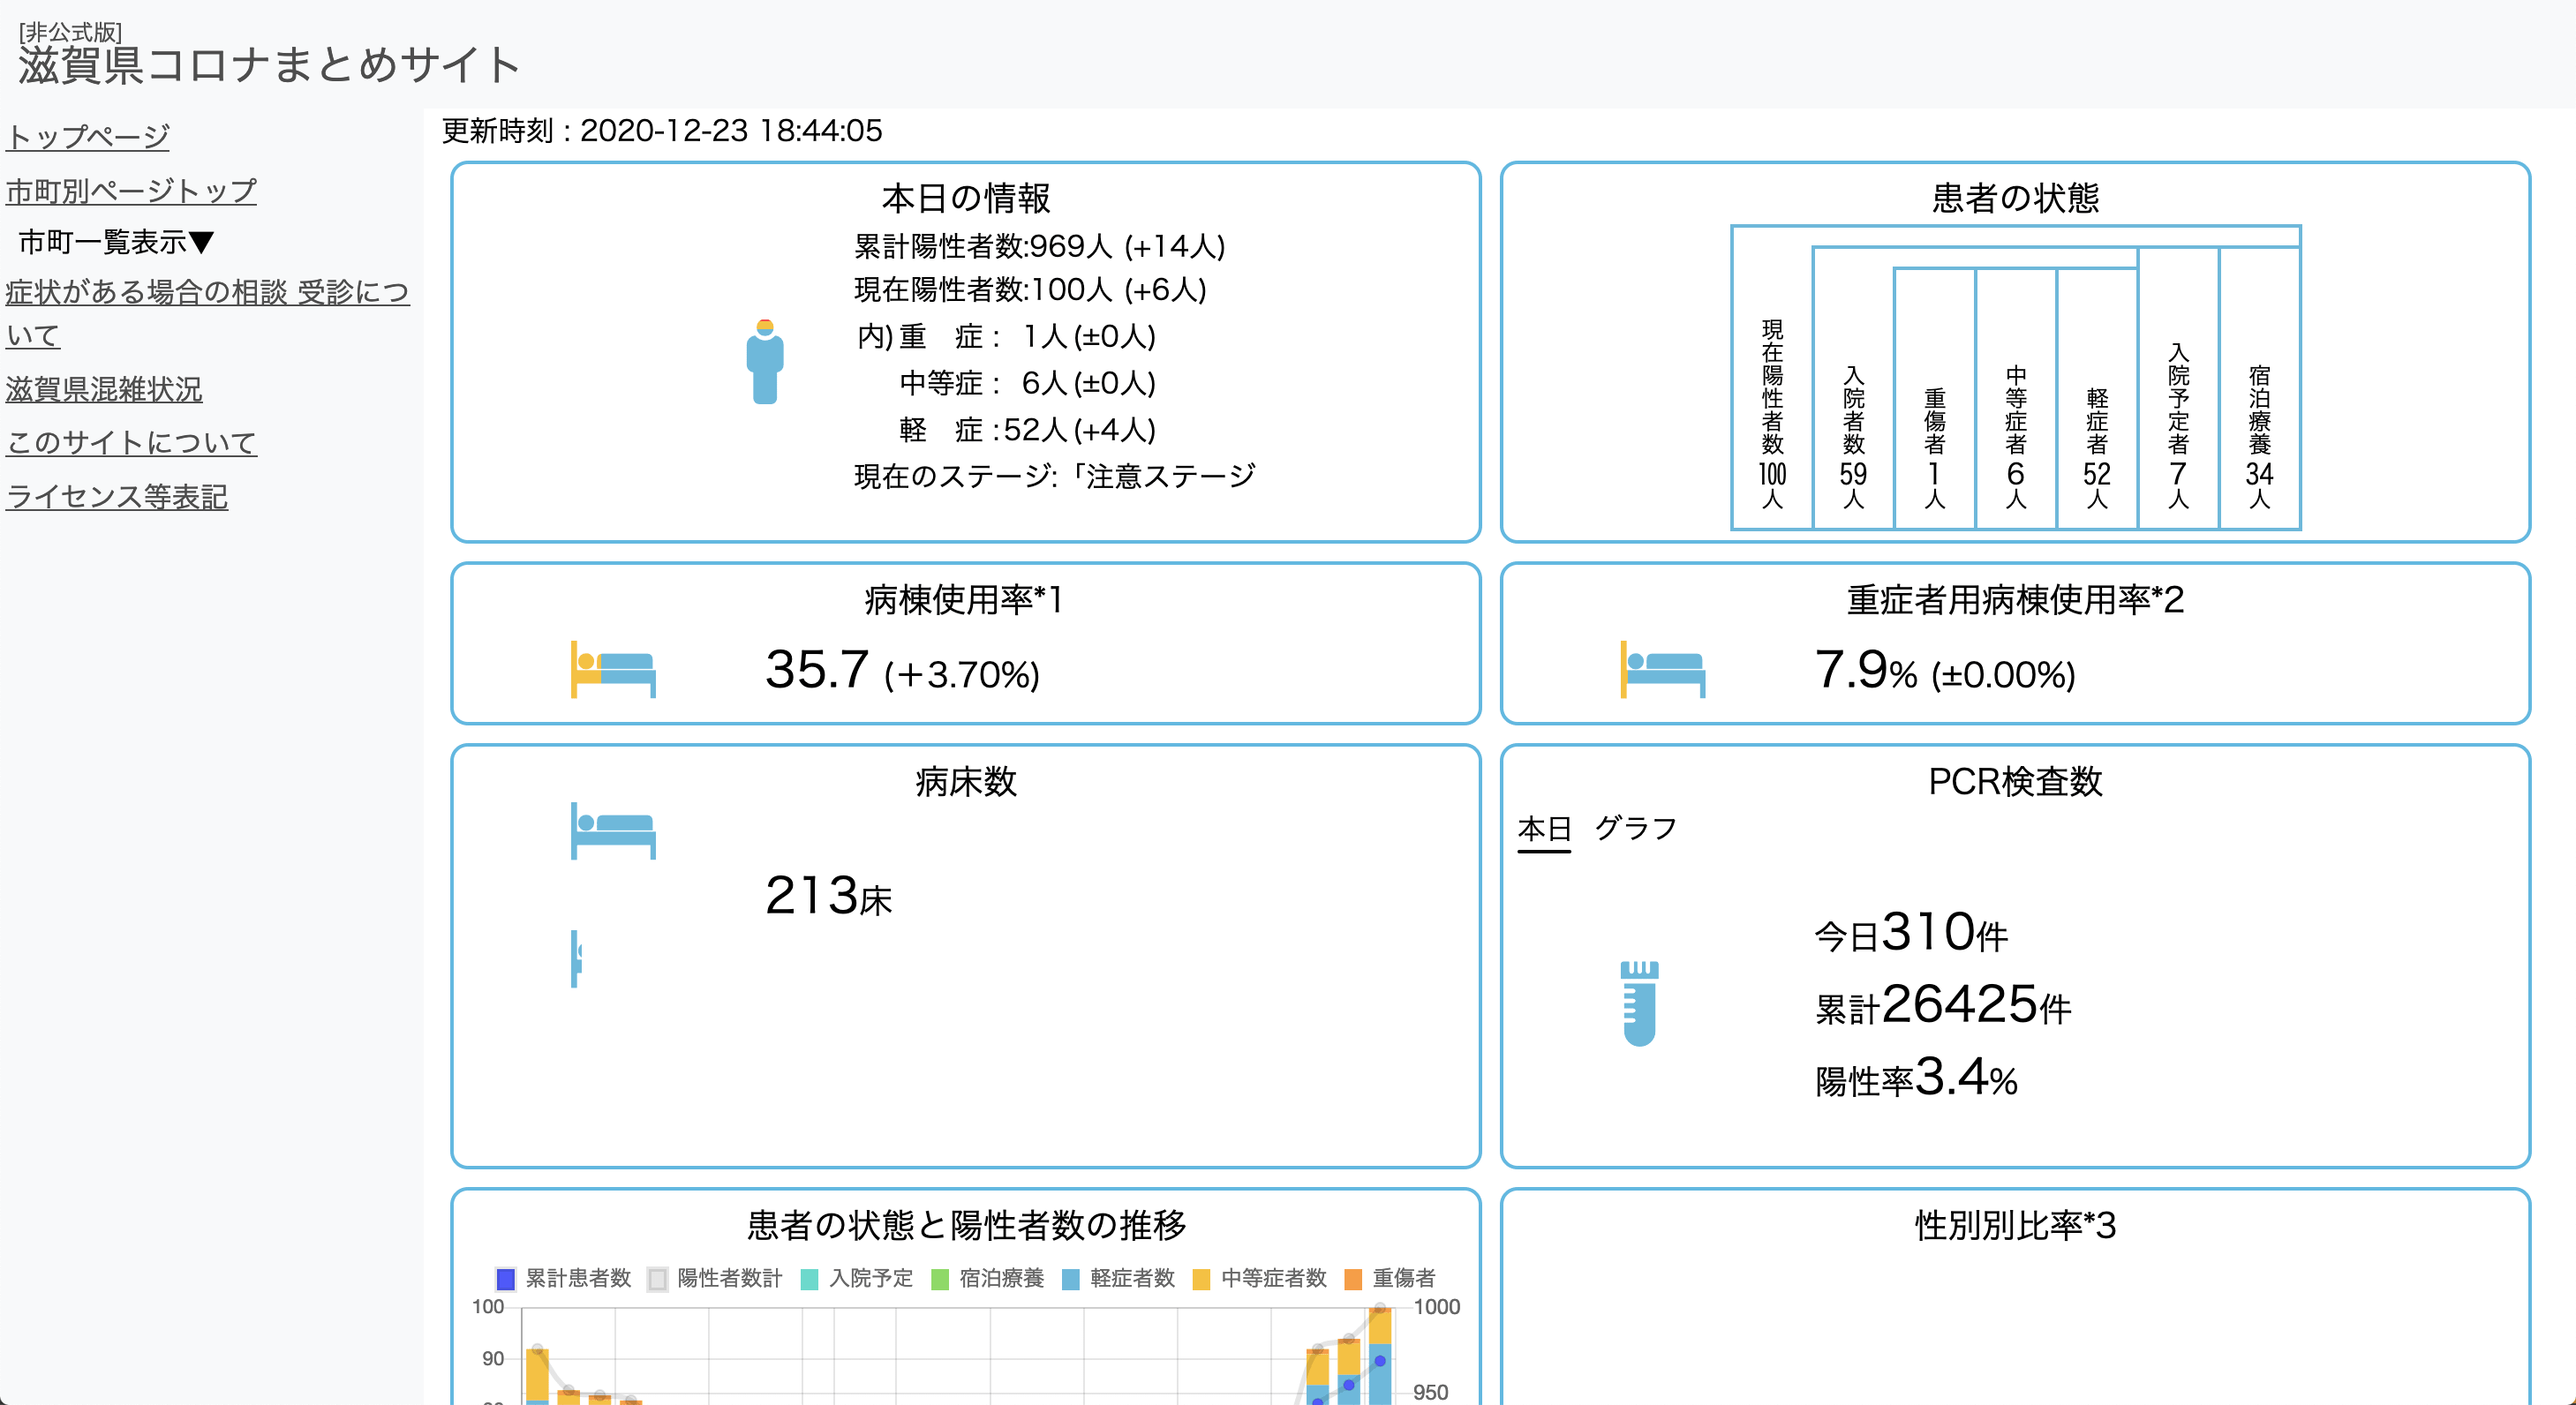 [非公式版]
滋賀県コロナまとめサイト
トップページ
市町別ページトップ
市町一覧表示▼
症状がある場合の相談 受診につ
いて
滋賀県混雑状況
このサイトについて
ライセンス等表記
更新時刻 : 2020-12-23 18:44:05
本日の情報
累計陽性者数:969人 (+14人)
現在陽性者数:100人 (+6人)
内) 重　症 : 1人 (±0人)
中等症 : 6人 (±0人)
軽　症 : 52人 (+4人)
現在のステージ:「注意ステージ
患者の状態
現在陽性者数100人
入院者数59人
重傷者1人
中等症者6人
軽症者52人
入院予定者7人
宿泊療養34人
病棟使用率*1
35.7 (＋3.70%)
重症者用病棟使用率*2
7.9% (±0.00%)
病床数
213床
PCR検査数
本日 グラフ
今日310件
累計26425件
陽性率3.4%
患者の状態と陽性者数の推移
累計患者数 陽性者数計 入院予定 宿泊療養 軽症者数 中等症者数 重傷者
100 1000
90
950
性別別比率*3